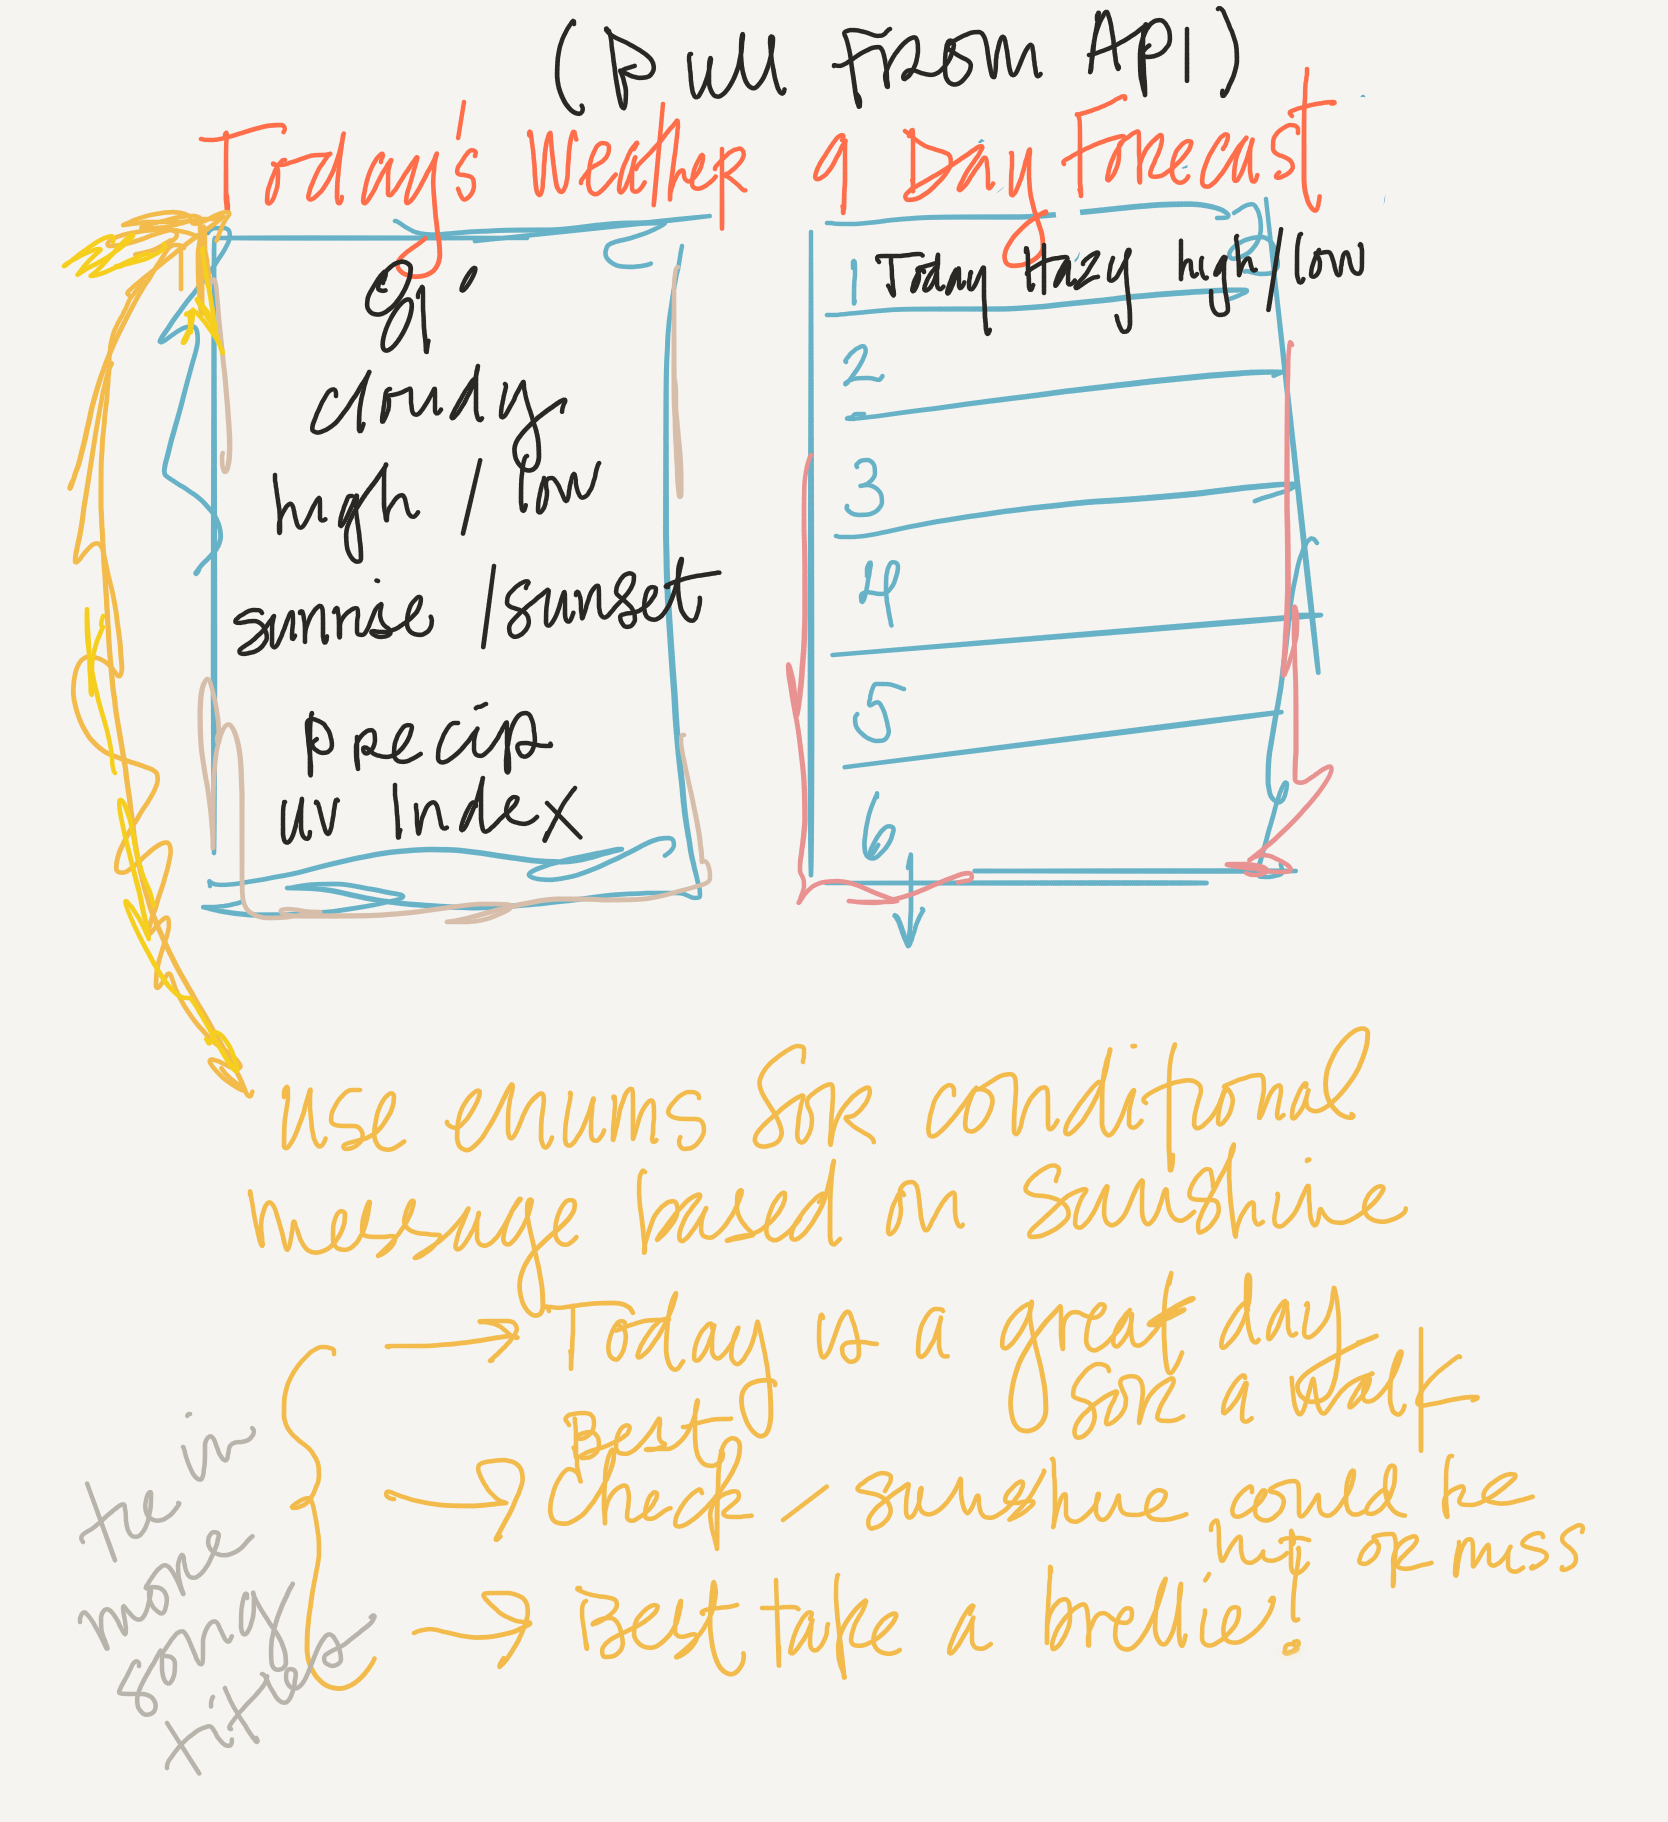 (Pull From API)
Today's Weather
91°
cloudy
high / low
sunrise / sunset
Precip
UV Index
9 Day Forecast
1 Today Hazy high/low
2
3
4
5
6
use enums for conditional
message based on sunshine
→ Today is a great day
for a walk
→ Best Check - sunshine could be
hit or miss
→ Best take a brellie!
tie in
more
song
titles